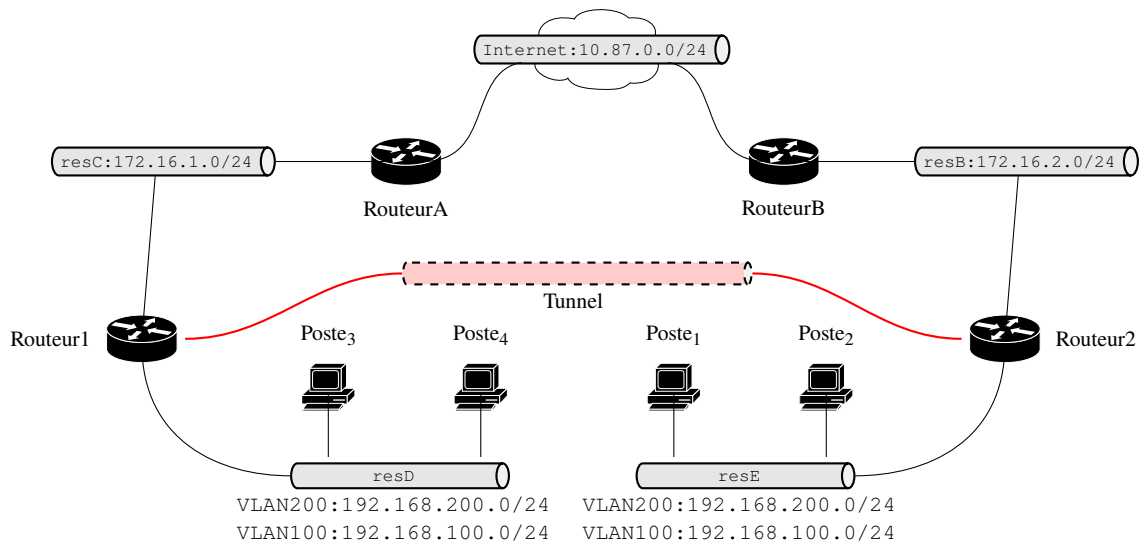 Internet:10.87.0.0/24
resC:172.16.1.0/24
resB:172.16.2.0/24
RouteurA
RouteurB
Tunnel
Routeur1
Poste3
Poste4
Poste1
Poste2
Routeur2
resD
resE
VLAN200:192.168.200.0/24
VLAN200:192.168.200.0/24
VLAN100:192.168.100.0/24
VLAN100:192.168.100.0/24